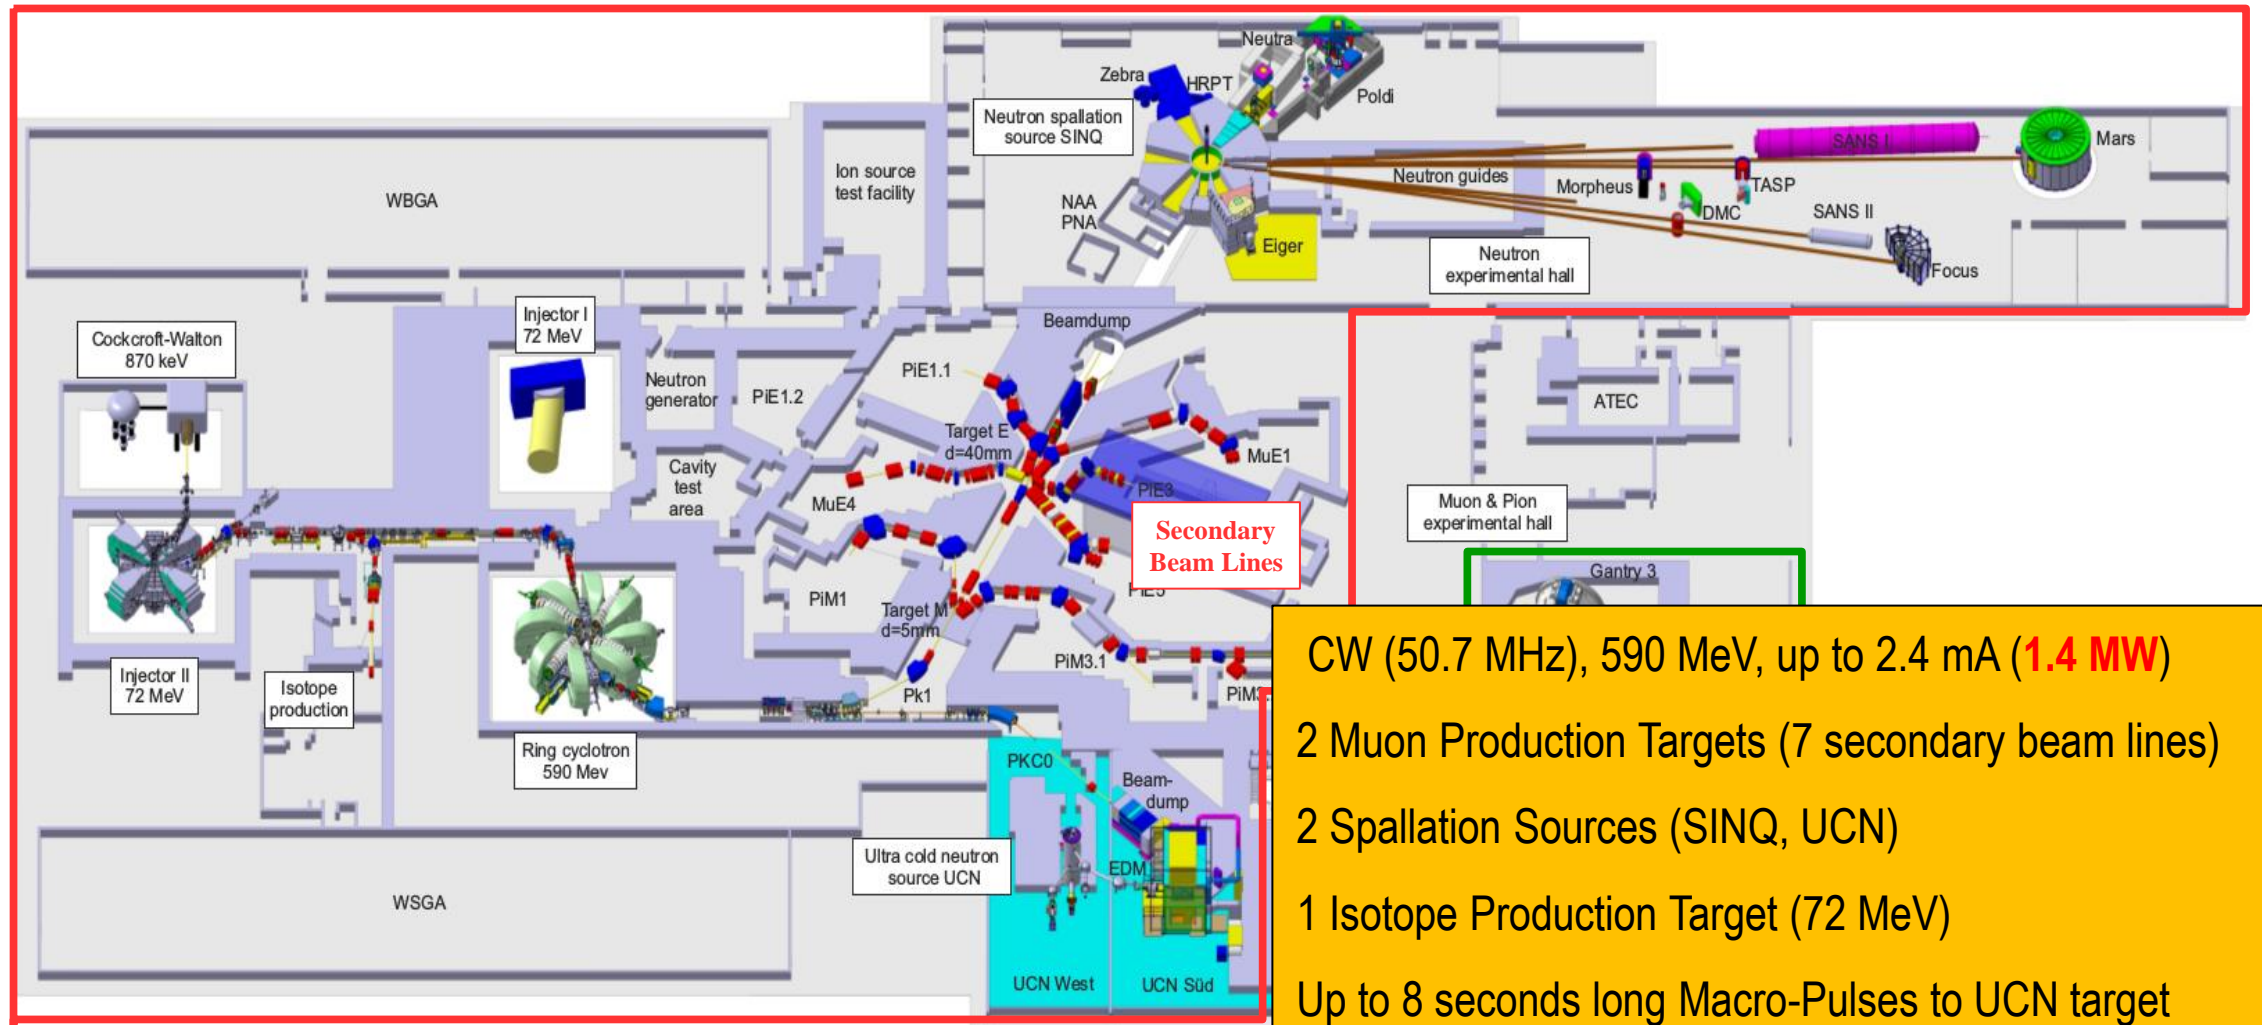 Neutra
Zebra
HRPT
Poldi
Neutron spallation
source SINQ
SANS I
Mars
WBGA
Ion source
test facility
Neutron guides
Morpheus
TASP
NAA
PNA
DMC
SANS II
Eiger
Neutron
experimental hall
Focus
Cockcroft-Walton
870 keV
Injector I
72 MeV
Beamdump
PiE1.1
Neutron
generator
PiE1.2
ATEC
Target E
d=40mm
MuE1
Cavity
test
area
MuE4
PiE3
Muon & Pion
experimental hall
Secondary
Beam Lines
Gantry 3
PiE5
PiM1
Target M
d=5mm
Injector II
72 MeV
Isotope
production
PiM3.1
Pk1
PiM3.
Ring cyclotron
590 Mev
PKC0
Beam-
dump
Ultra cold neutron
source UCN
EDM
WSGA
UCN West
UCN Süd
CW (50.7 MHz), 590 MeV, up to 2.4 mA (1.4 MW)
2 Muon Production Targets (7 secondary beam lines)
2 Spallation Sources (SINQ, UCN)
1 Isotope Production Target (72 MeV)
Up to 8 seconds long Macro-Pulses to UCN target